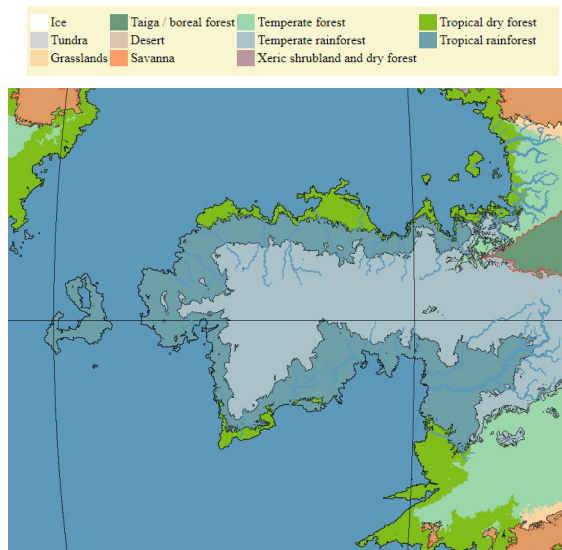 Ice Taiga / boreal forest Temperate forest Tropical dry forest
Tundra Desert Temperate rainforest Tropical rainforest
Grasslands Savanna Xeric shrubland and dry forest